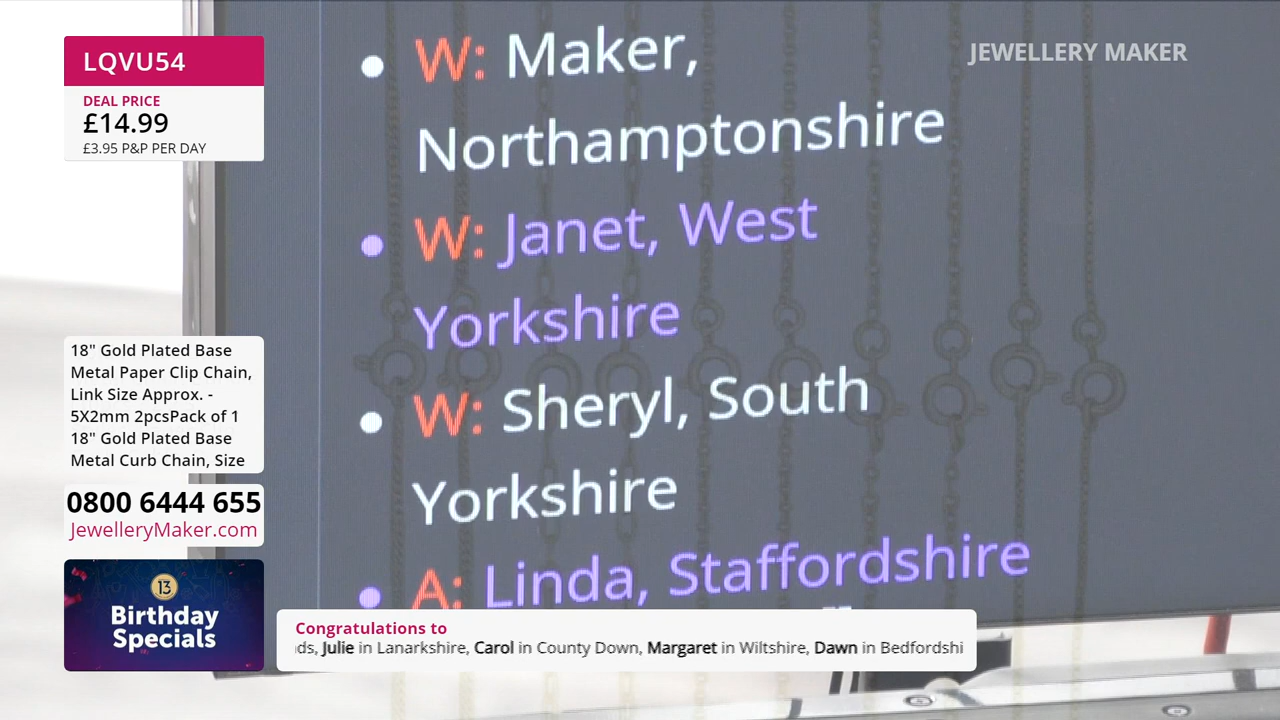 LQVU54
DEAL PRICE
£14.99
£3.95 P&P PER DAY
JEWELLERY MAKER
• W: Maker,
Northamptonshire
• W: Janet, West
Yorkshire
• W: Sheryl, South
Yorkshire
• A: Linda, Staffordshire
18" Gold Plated Base
Metal Paper Clip Chain,
Link Size Approx. -
5X2mm 2pcsPack of 1
18" Gold Plated Base
Metal Curb Chain, Size
0800 6444 655
JewelleryMaker.com
13
Birthday
Specials
Congratulations to
ds, Julie in Lanarkshire, Carol in County Down, Margaret in Wiltshire, Dawn in Bedfordshi